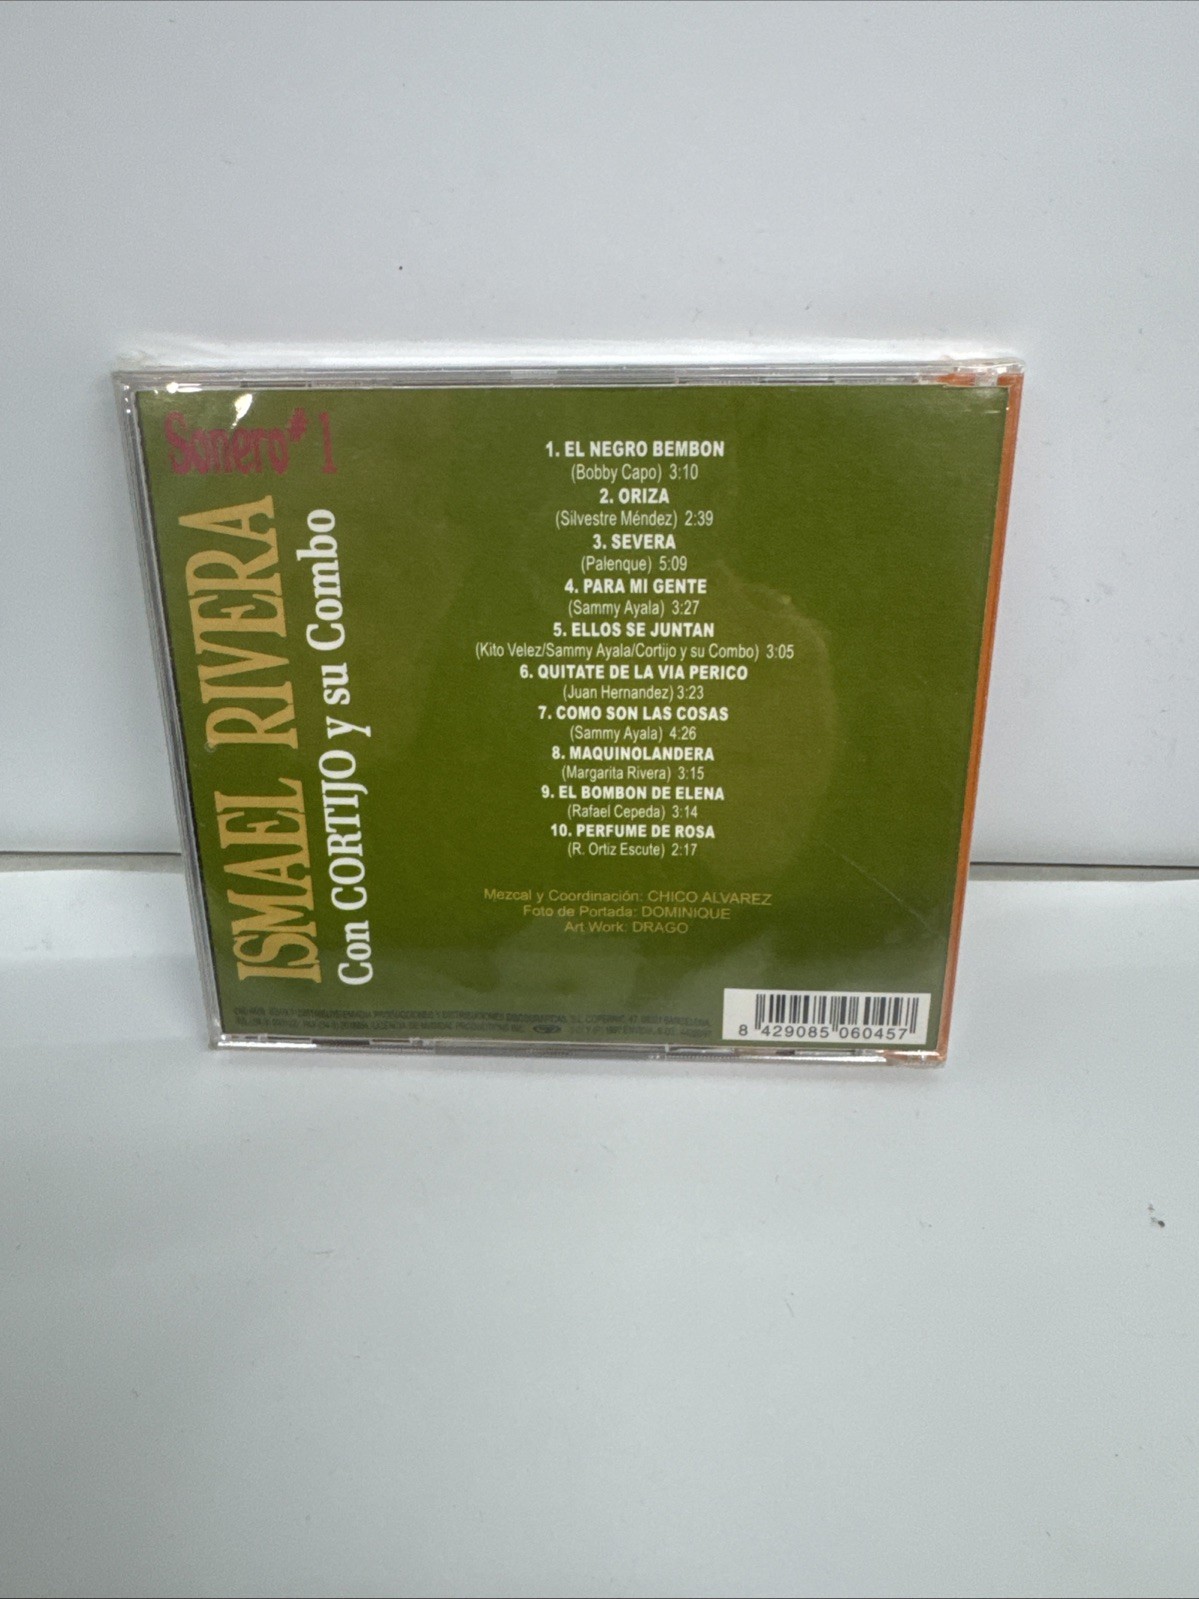 Sonero #1
ISMAEL RIVERA
Con CORTIJO y su Combo
1. EL NEGRO BEMBON
(Bobby Capo) 3:10
2. ORIZA
(Silvestre Méndez) 2:39
3. SEVERA
(Palenque) 5:09
4. PARA MI GENTE
(Sammy Ayala) 3:27
5. ELLOS SE JUNTAN
(Kito Velez/Sammy Ayala/Cortijo y su Combo) 3:05
6. QUITATE DE LA VIA PERICO
(Juan Hernandez) 3:23
7. COMO SON LAS COSAS
(Sammy Ayala) 4:26
8. MAQUINOLANDERA
(Margarita Rivera) 3:15
9. EL BOMBON DE ELENA
(Rafael Cepeda) 3:14
10. PERFUME DE ROSA
(R. Ortiz Escute) 2:17
Mezcal y Coordinación: CHICO ALVAREZ
Foto de Portada: DOMINIQUE
Art Work: DRAGO
8 429085 060457